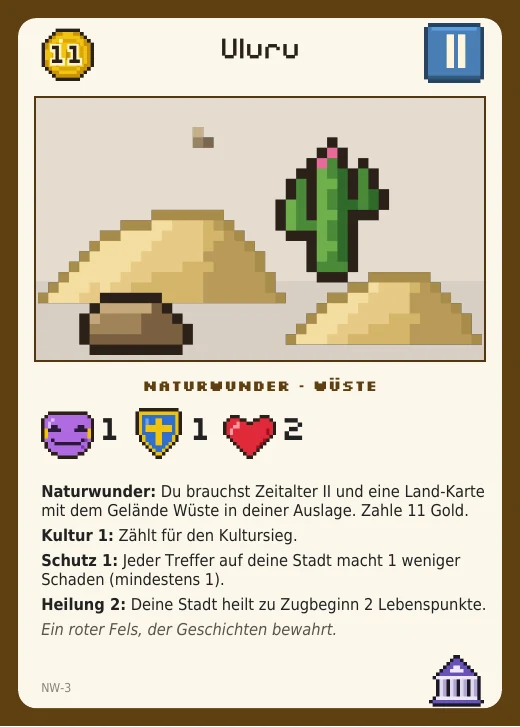 11
Uluru
II
NATURWUNDER - WÜSTE
1 1 2
Naturwunder: Du brauchst Zeitalter II und eine Land-Karte
mit dem Gelände Wüste in deiner Auslage. Zahle 11 Gold.
Kultur 1: Zählt für den Kultursieg.
Schutz 1: Jeder Treffer auf deine Stadt macht 1 weniger
Schaden (mindestens 1).
Heilung 2: Deine Stadt heilt zu Zugbeginn 2 Lebenspunkte.
Ein roter Fels, der Geschichten bewahrt.
NW-3